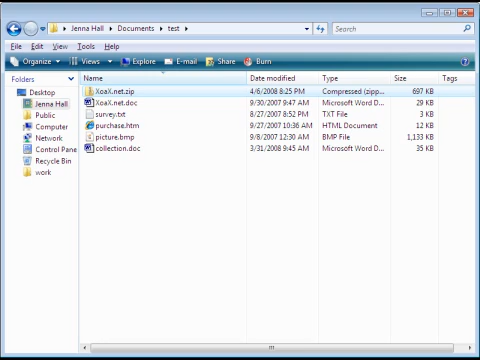 Jenna Hall ▸ Documents ▸ test ▸ Search
File Edit View Tools Help
Organize Views Explore E-mail Share Burn
Folders Name Date modified Type Size Tags
Desktop XoaX.net.zip 4/6/2008 8:25 PM Compressed (zipp... 697 KB
Jenna Hall XoaX.net.doc 9/30/2007 9:47 AM Microsoft Word D... 29 KB
Public survey.txt 8/27/2007 8:52 PM TXT File 3 KB
Computer purchase.htm 9/27/2007 10:36 AM HTML Document 12 KB
Network picture.bmp 9/8/2007 12:30 AM BMP File 1,133 KB
Control Pane collection.doc 3/31/2008 9:45 AM Microsoft Word D... 35 KB
Recycle Bin
work